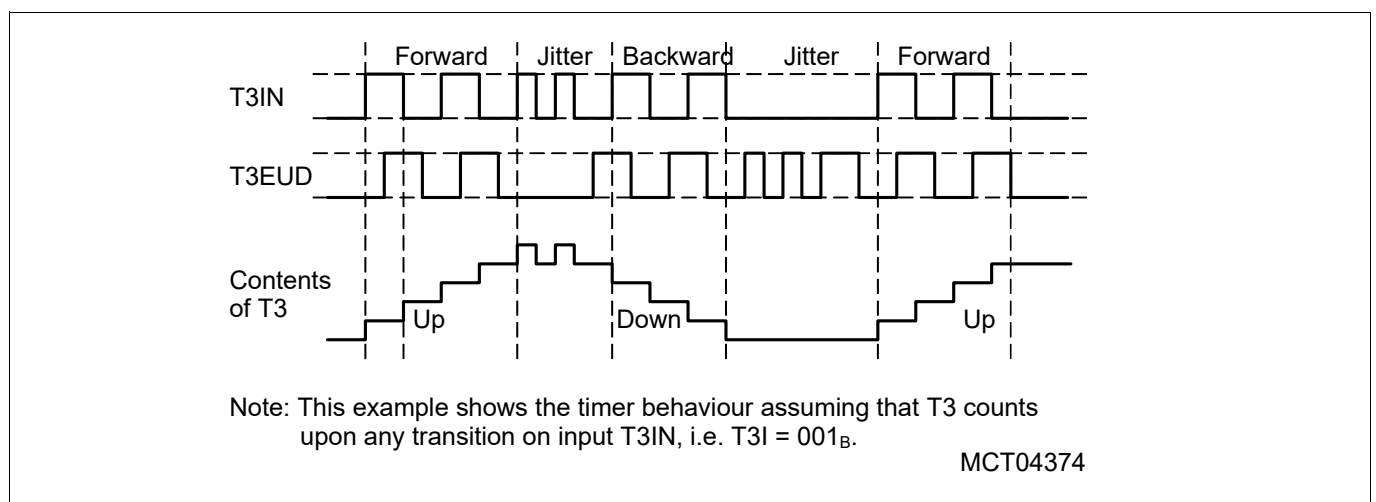 Forward Jitter Backward Jitter Forward
T3IN
T3EUD
Contents
of T3
Up Down Up
Note: This example shows the timer behaviour assuming that T3 counts
upon any transition on input T3IN, i.e. T3I = 001B.
MCT04374